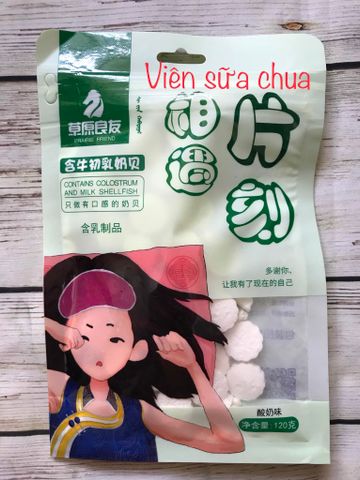 Viên sữa chua
草原良友
PRAIRIE FRIEND
片刻
相遇
含牛初乳奶贝
CONTAINS COLOSTRUM
AND MILK SHELLFISH
只做有口感的奶贝
含乳制品
多谢你,
让我有了现在的自己
酸奶味
净含量:120克